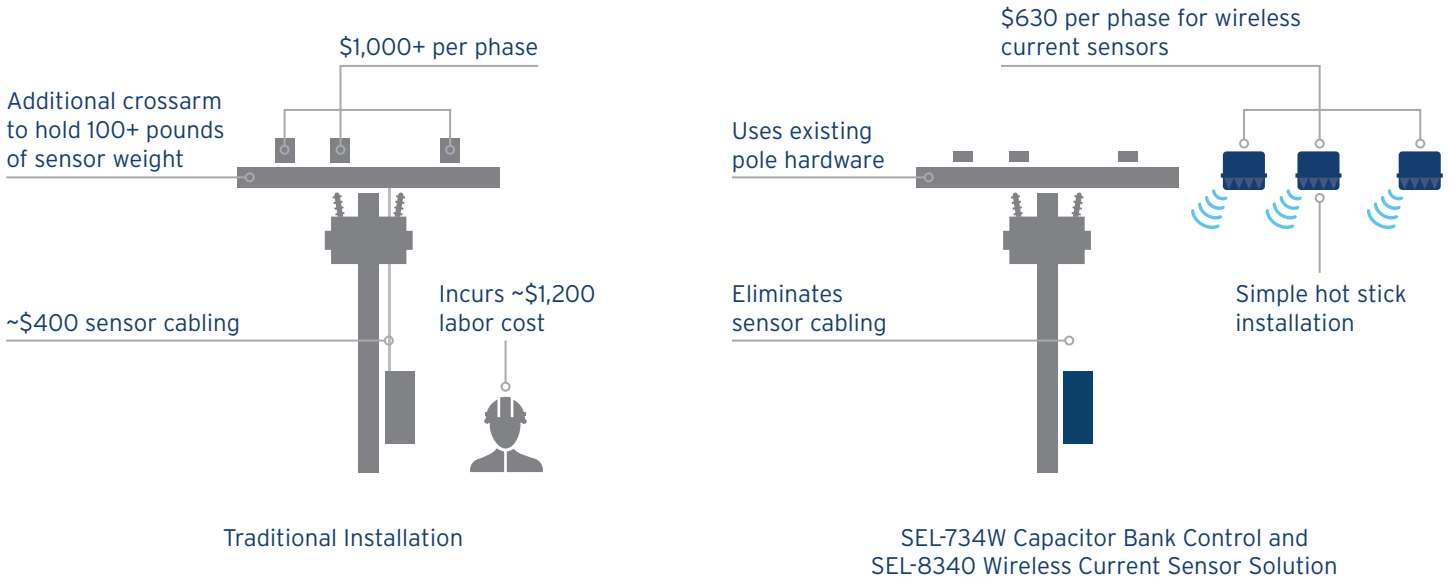 $1,000+ per phase
Additional crossarm
to hold 100+ pounds
of sensor weight
~$400 sensor cabling
Incurs ~$1,200
labor cost
Traditional Installation
$630 per phase for wireless
current sensors
Uses existing
pole hardware
Eliminates
sensor cabling
Simple hot stick
installation
SEL-734W Capacitor Bank Control and
SEL-8340 Wireless Current Sensor Solution